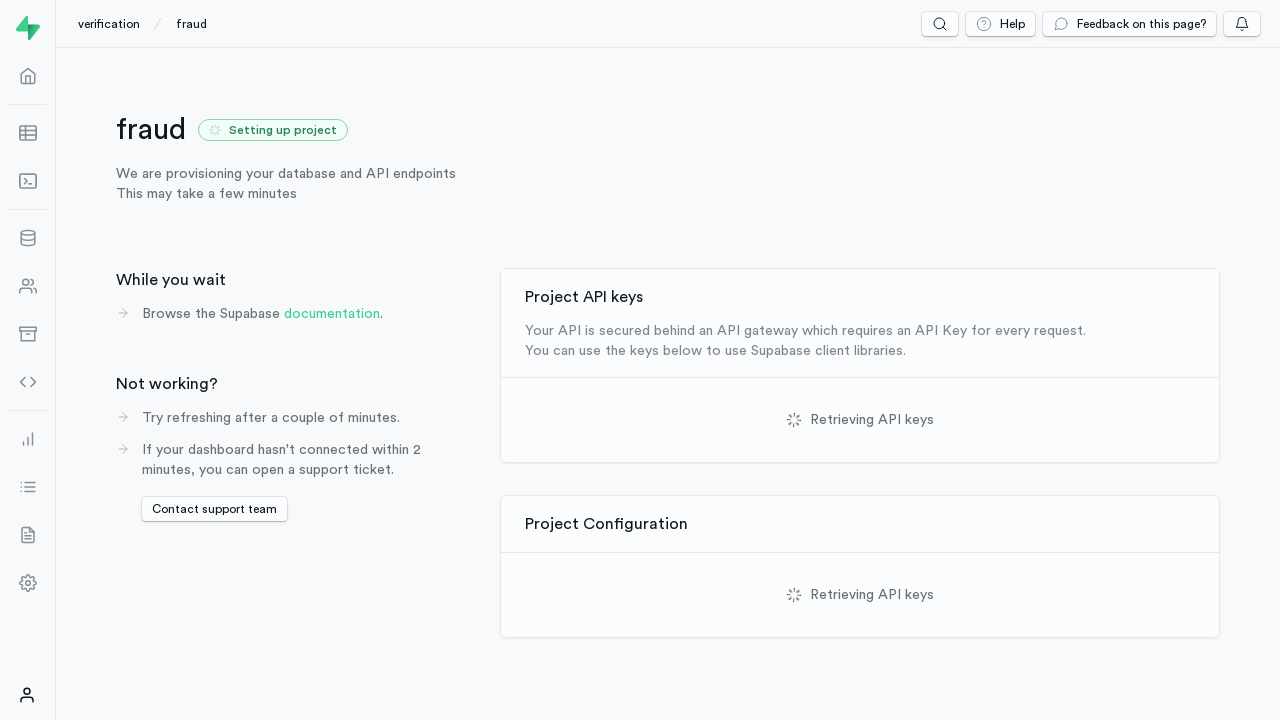 verification / fraud
Help
Feedback on this page?
fraud
Setting up project
We are provisioning your database and API endpoints
This may take a few minutes
While you wait
Browse the Supabase documentation.
Not working?
Try refreshing after a couple of minutes.
If your dashboard hasn't connected within 2
minutes, you can open a support ticket.
Contact support team
Project API keys
Your API is secured behind an API gateway which requires an API Key for every request.
You can use the keys below to use Supabase client libraries.
Retrieving API keys
Project Configuration
Retrieving API keys